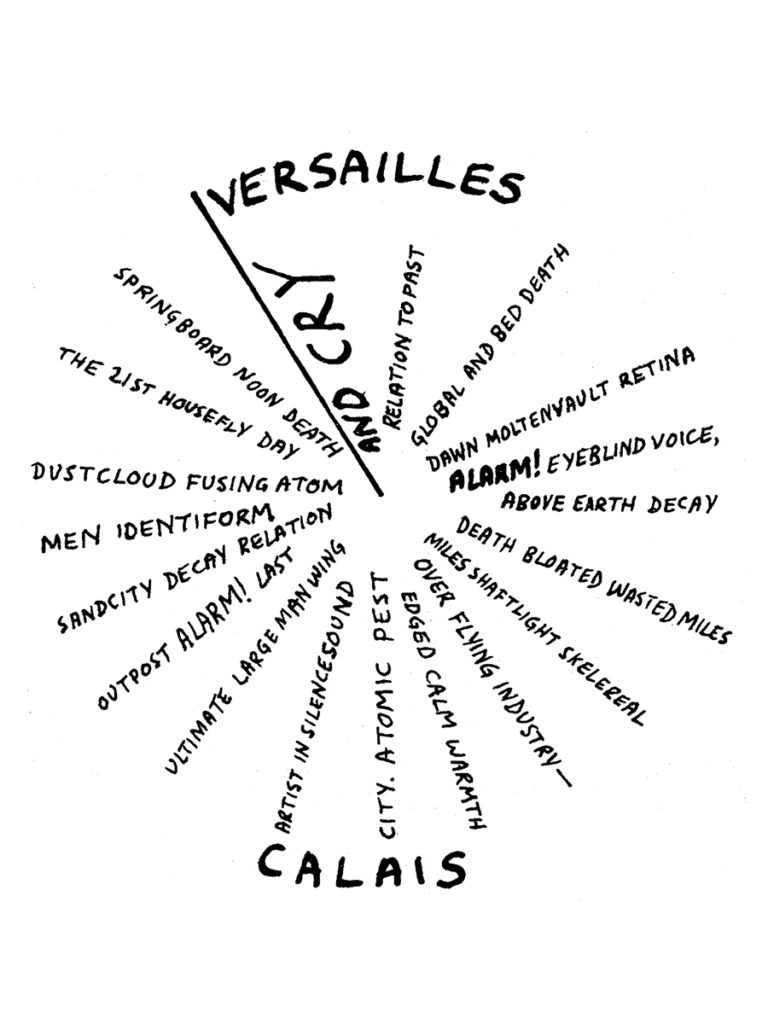 VERSAILLES
AND CRY
RELATION TO PAST
GLOBAL AND BED DEATH
DAWN MOLTENVAULT RETINA
ALARM! EYEBLIND VOICE,
ABOVE EARTH DECAY
DEATH BLOATED WASTED MILES
MILES SHAFTLIGHT SKELEREAL
OVER FLYING INDUSTRY—
EDGED CALM WARMTH
CITY. ATOMIC PEST
ARTIST IN SILENCESOUND
ULTIMATE LARGE MAN WING
OUTPOST ALARM! LAST
SANDCITY DECAY RELATION
MEN IDENTIFORM
DUSTCLOUD FUSING ATOM
THE 21ST HOUSEFLY DAY
SPRINGBOARD NOON DEATH
CALAIS